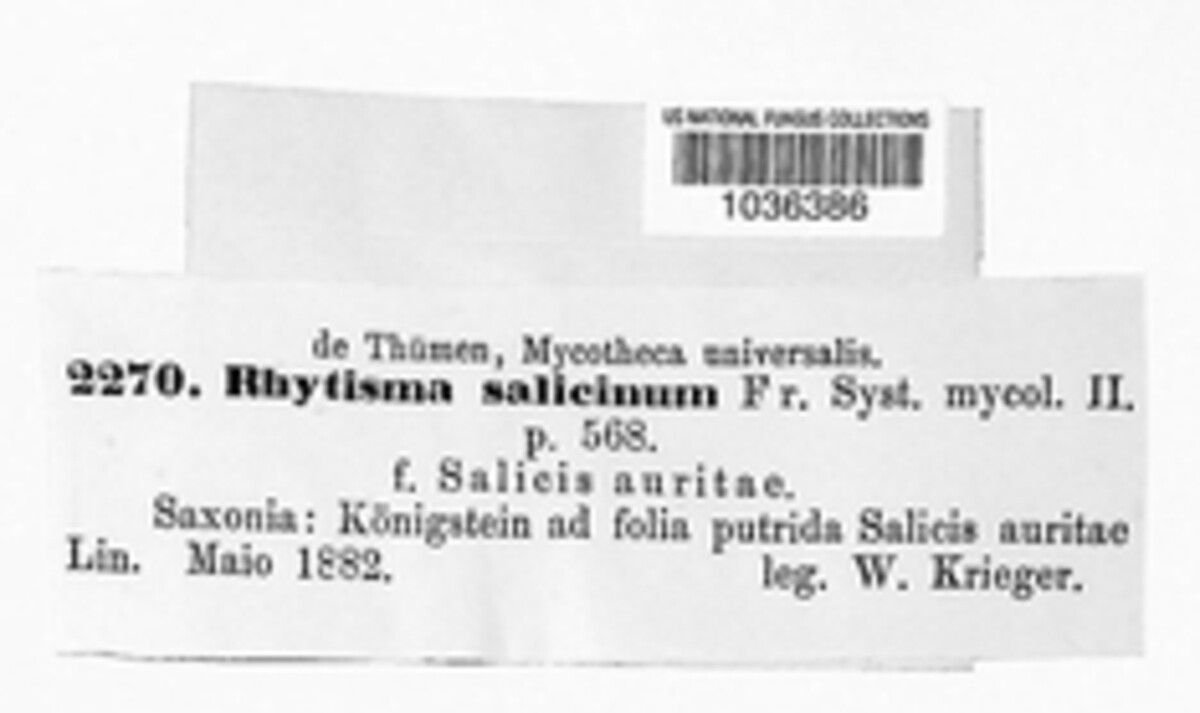 US NATIONAL FUNGUS COLLECTIONS
1036386
de Thümen, Mycotheca universalis.
2270. Rhytisma salicinum Fr. Syst. mycol. II.
p. 568.
f. Salicis auritae.
Saxonia: Königstein ad folia putrida Salicis auritae
Lin. Maio 1882. leg. W. Krieger.